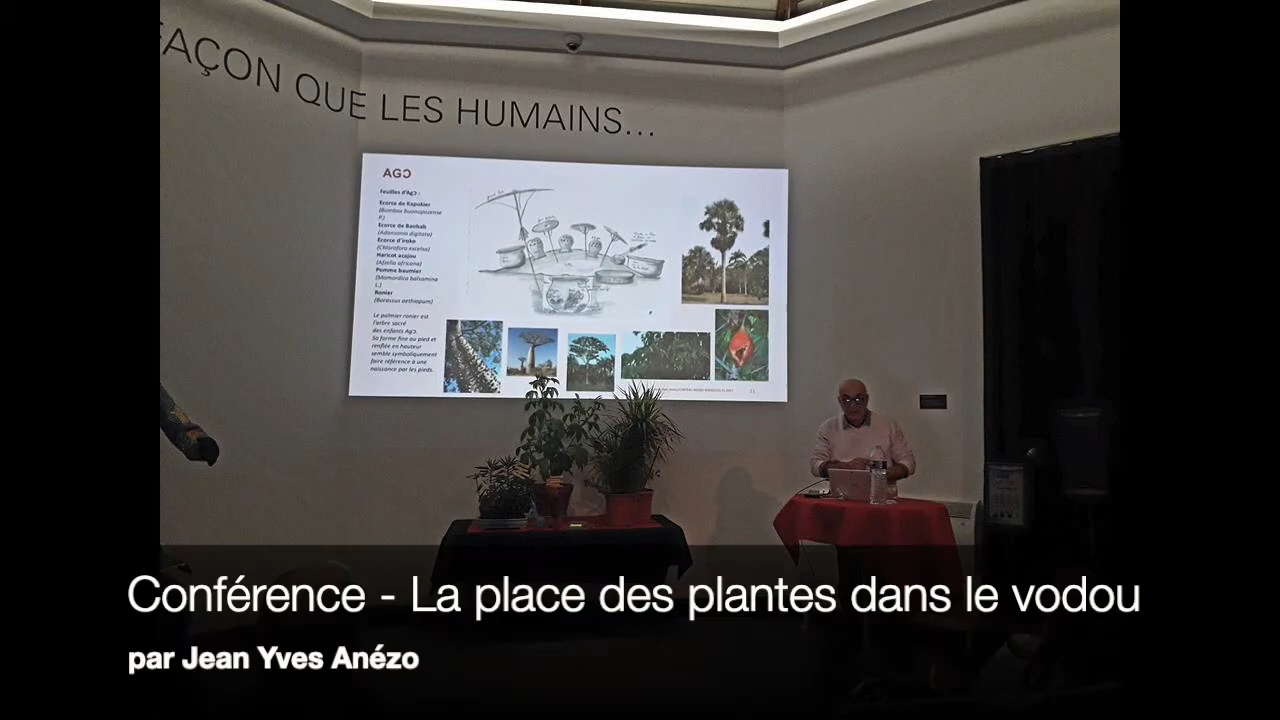 FAÇON QUE LES HUMAINS...
AGƆ
Feuilles d'Agɔ :
Ecorce de Kapokier
(Bombax buonopozense
P.)
Ecorce de Baobab
(Adansonia digitata)
Ecorce d'iroko
(Chlorofora excelsa)
Haricot acajou
(Afzelia africana)
Pomme baumier
(Momordica balsamina
L.)
Ronier
(Borassus aethiopum)
Le palmier ronier est
l'arbre sacré
des enfants Agɔ.
Sa forme fine au pied et
renflée en hauteur
semble symboliquement
faire référence à une
naissance par les pieds.
Conférence - La place des plantes dans le vodou
par Jean Yves Anézo